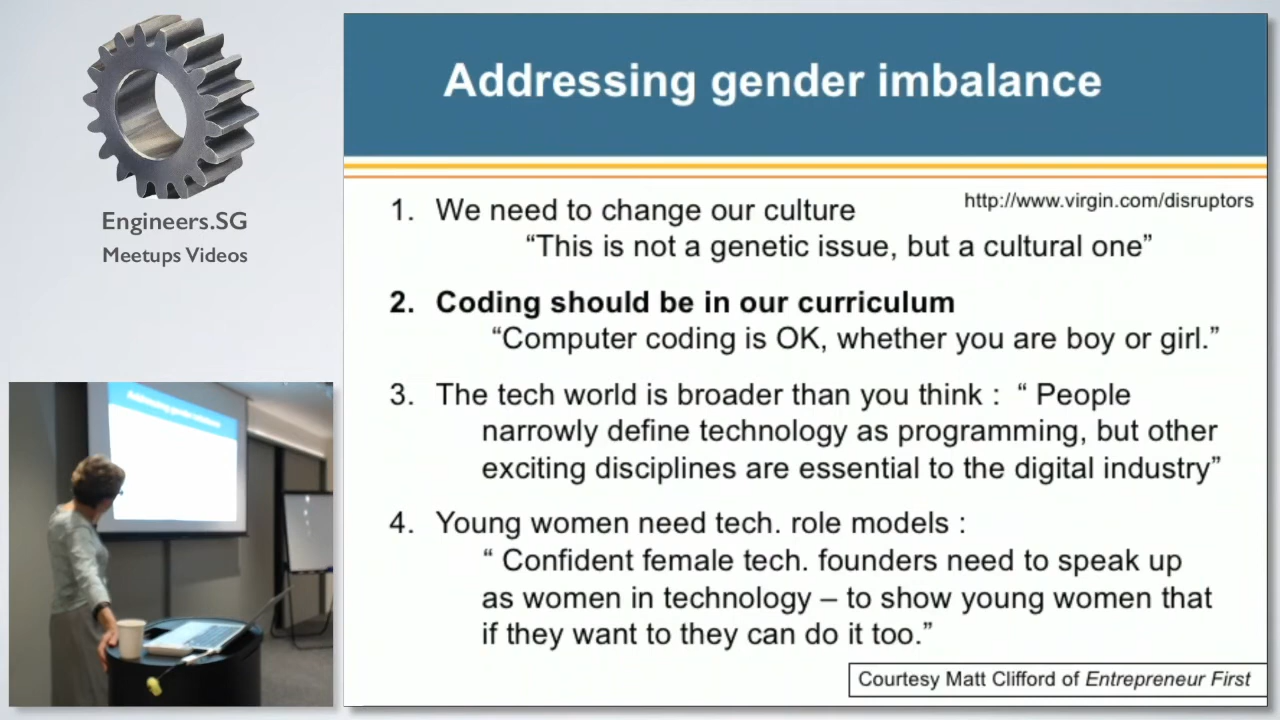 Engineers.SG
Meetups Videos
Addressing gender imbalance
http://www.virgin.com/disruptors
1. We need to change our culture
“This is not a genetic issue, but a cultural one”
2. Coding should be in our curriculum
“Computer coding is OK, whether you are boy or girl.”
3. The tech world is broader than you think : “ People
narrowly define technology as programming, but other
exciting disciplines are essential to the digital industry”
4. Young women need tech. role models :
“ Confident female tech. founders need to speak up
as women in technology – to show young women that
if they want to they can do it too.”
Courtesy Matt Clifford of Entrepreneur First
Addressing gender imbalance